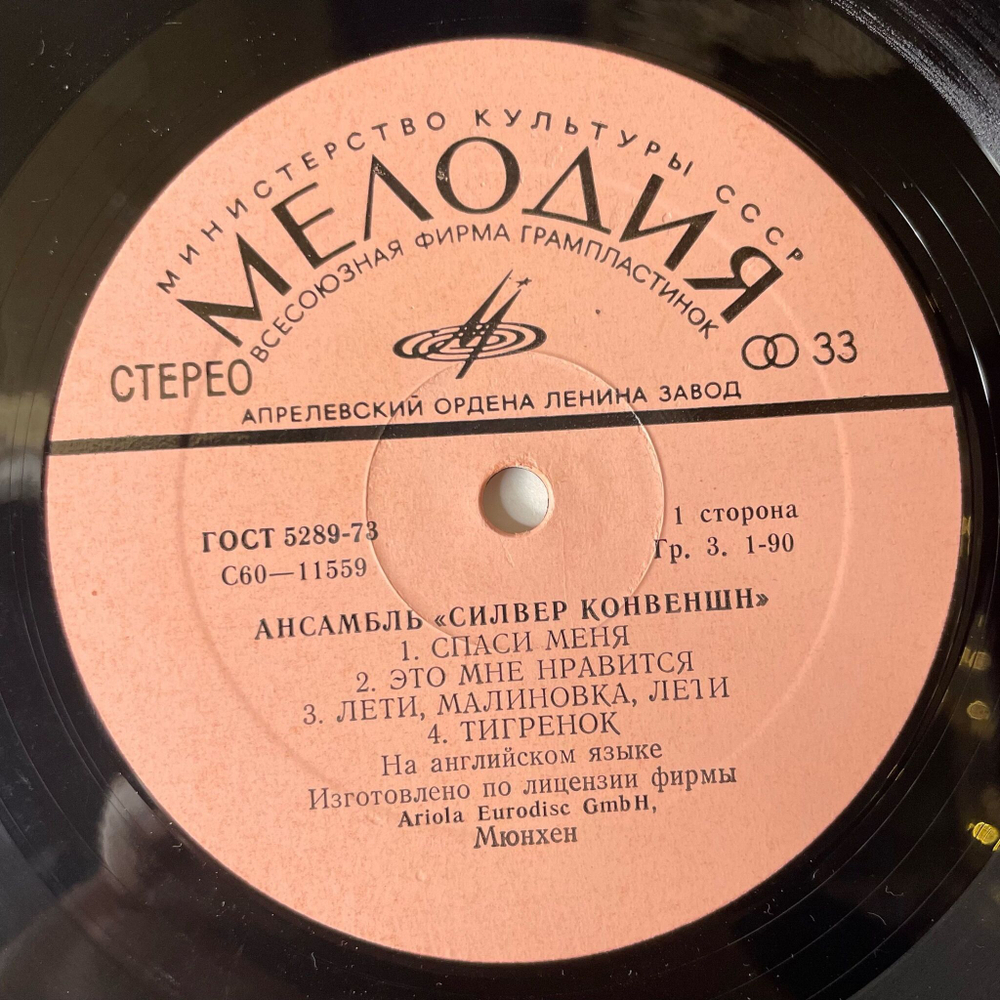 МИНИСТЕРСТВО КУЛЬТУРЫ СССР
МЕЛОДИЯ
ВСЕСОЮЗНАЯ ФИРМА ГРАМПЛАСТИНОК
СТЕРЕО
33
АПРЕЛЕВСКИЙ ОРДЕНА ЛЕНИНА ЗАВОД
ГОСТ 5289-73
С60—11559
1 сторона
Гр. 3. 1-90
АНСАМБЛЬ «СИЛВЕР КОНВЕНШН»
1. СПАСИ МЕНЯ
2. ЭТО МНЕ НРАВИТСЯ
3. ЛЕТИ, МАЛИНОВКА, ЛЕТИ
4. ТИГРЕНОК
На английском языке
Изготовлено по лицензии фирмы
Ariola Eurodisc GmbH,
Мюнхен